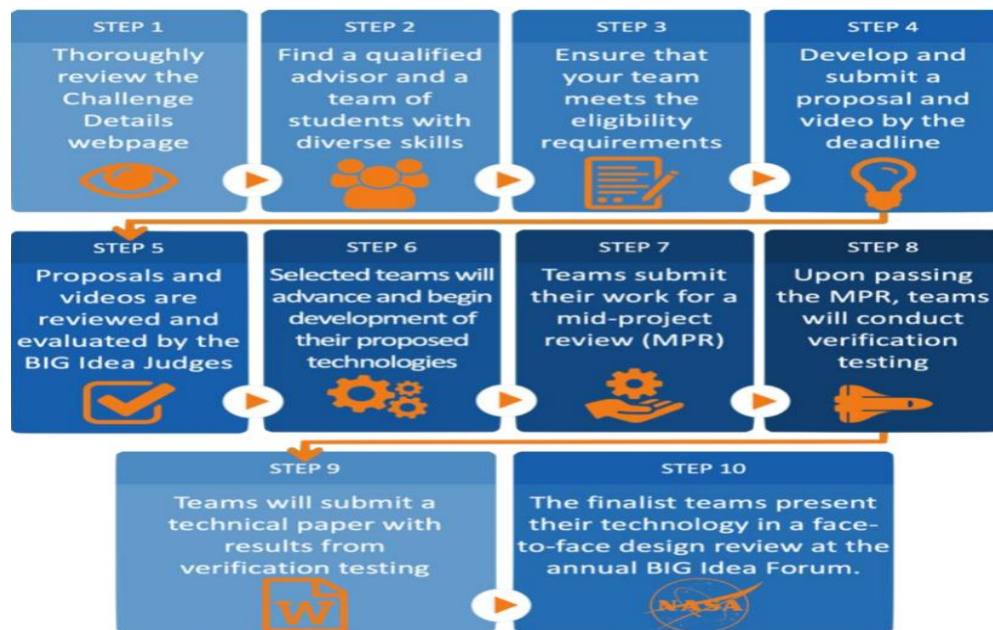 STEP 1
Thoroughly
review the
Challenge
Details
webpage
STEP 2
Find a qualified
advisor and a
team of
students with
diverse skills
STEP 3
Ensure that
your team
meets the
eligibility
requirements
STEP 4
Develop and
submit a
proposal and
video by the
deadline
STEP 5
Proposals and
videos are
reviewed and
evaluated by the
BIG Idea Judges
STEP 6
Selected teams will
advance and begin
development of
their proposed
technologies
STEP 7
Teams submit
their work for a
mid-project
review (MPR)
STEP 8
Upon passing
the MPR, teams
will conduct
verification
testing
STEP 9
Teams will submit a
technical paper with
results from
verification testing
W
STEP 10
The finalist teams present
their technology in a face-
to-face design review at the
annual BIG Idea Forum.
NASA